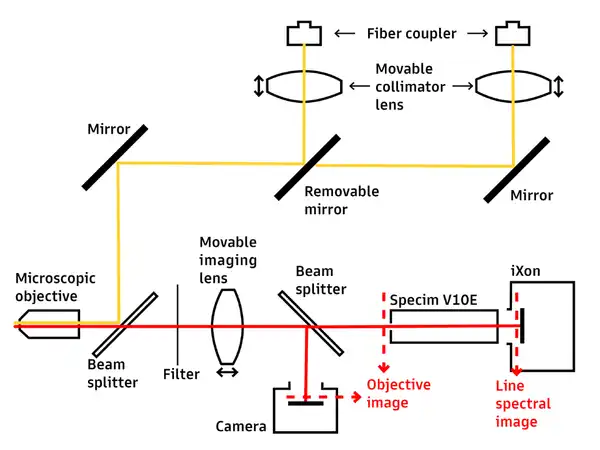 Fiber coupler
Movable
collimator
lens
Mirror
Removable
mirror
Mirror
Movable
imaging
lens
Microscopic
objective
Beam
splitter
iXon
Specim V10E
Beam
splitter
Filter
Objective
image
Line
spectral
image
Camera